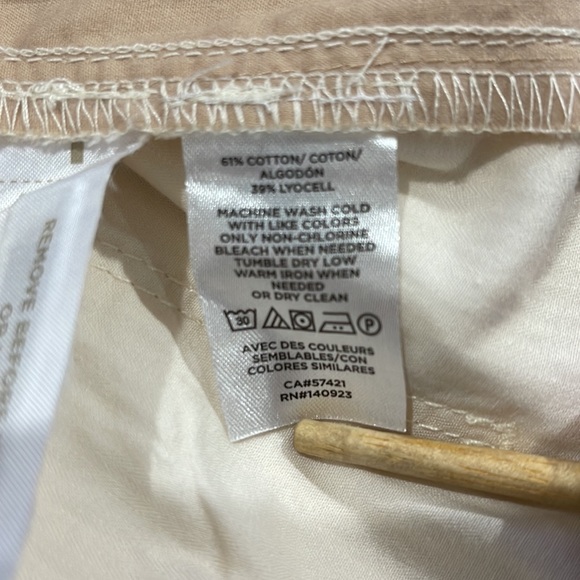 61% COTTON/ COTON/
ALGODÓN
39% LYOCELL
MACHINE WASH COLD
WITH LIKE COLORS
ONLY NON-CHLORINE
BLEACH WHEN NEEDED
TUMBLE DRY LOW
WARM IRON WHEN
NEEDED
OR DRY CLEAN
30 P
AVEC DES COULEURS
SEMBLABLES/CON
COLORES SIMILARES
CA#57421
RN#140923
REMOVE BEFORE